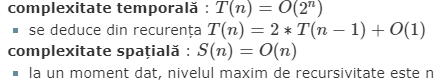 complexitate temporală : T(n) = O(2ⁿ)
se deduce din recurența T(n) = 2 * T(n − 1) + O(1)
complexitate spațială : S(n) = O(n)
la un moment dat, nivelul maxim de recursivitate este n